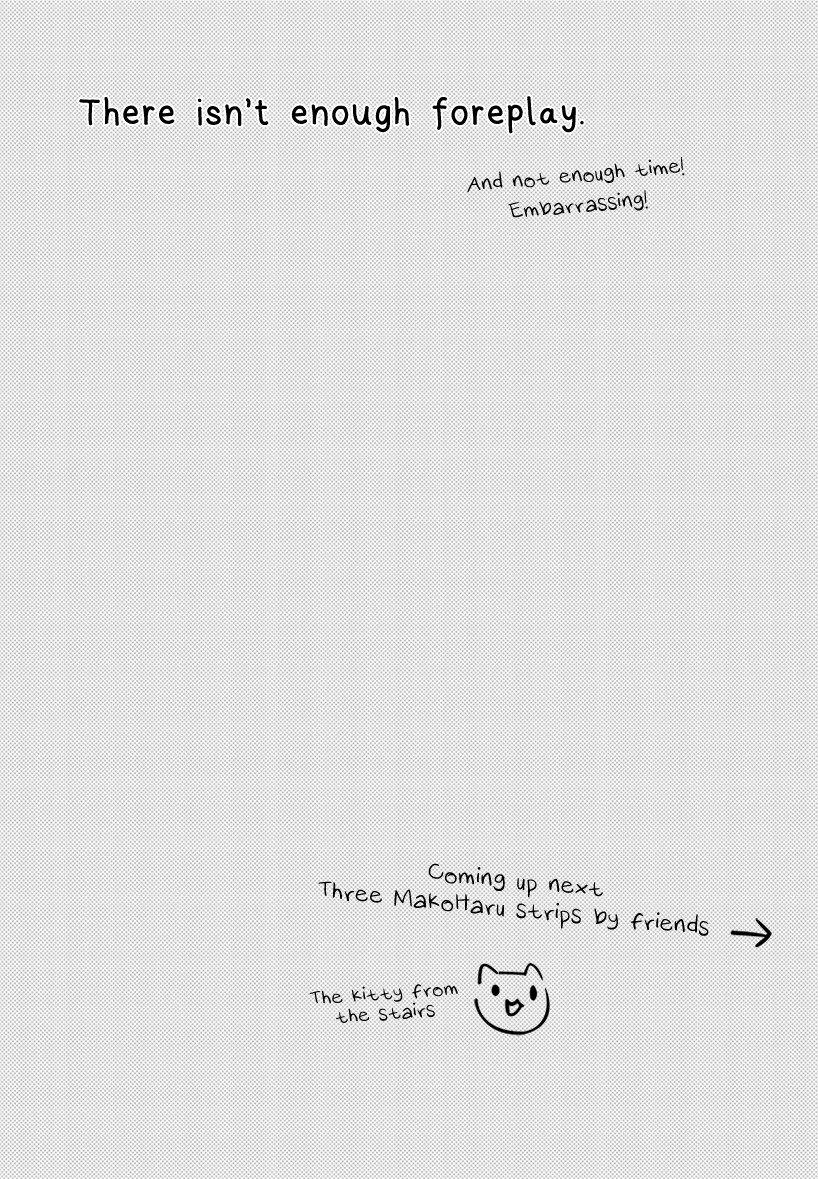 There isn't enough foreplay.
And not enough time!
Embarrassing!
Coming up next
Three MakoHaru strips by friends
The kitty from
the stairs